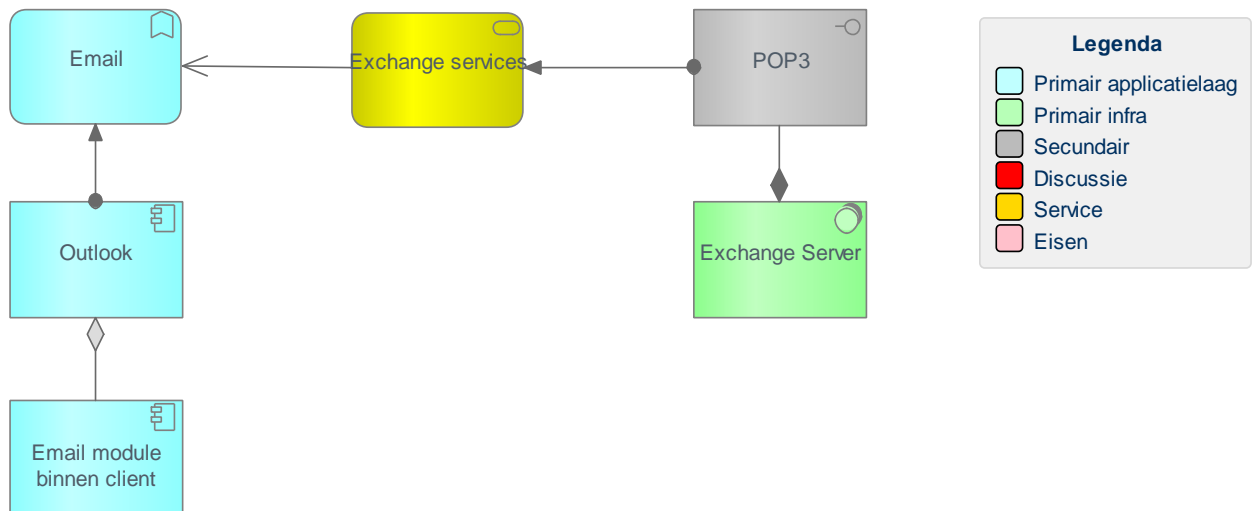 Email
Exchange services
POP3
Outlook
Exchange Server
Email module
binnen client
Legenda
Primair applicatielaag
Primair infra
Secundair
Discussie
Service
Eisen